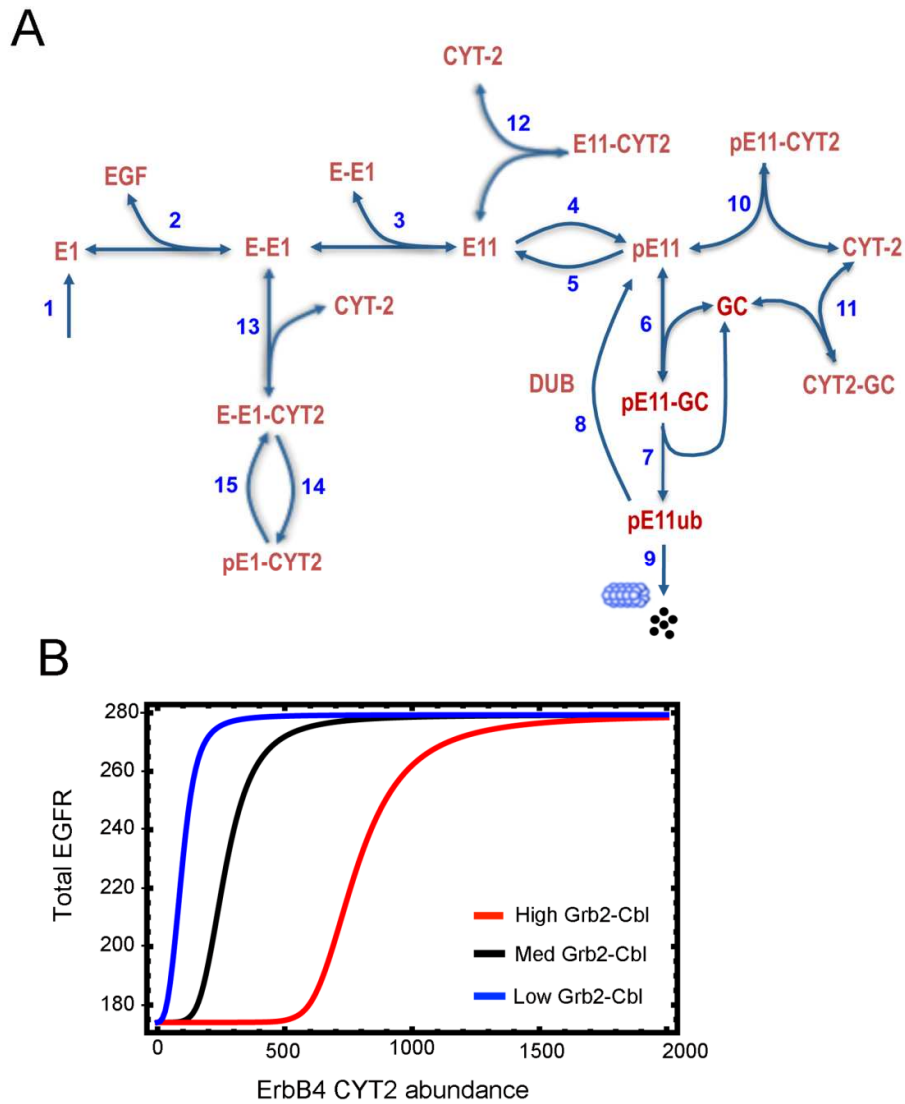 A
CYT-2
12
E11-CYT2
pE11-CYT2
EGF
E-E1
2
3
4
10
E1
E-E1
E11
pE11
CYT-2
5
1
13
CYT-2
6
GC
11
DUB
CYT2-GC
E-E1-CYT2
pE11-GC
8
7
15
14
pE11ub
pE1-CYT2
9
B
280
260
240
220
200
180
Total EGFR
High Grb2-Cbl
Med Grb2-Cbl
Low Grb2-Cbl
0
500
1000
1500
2000
ErbB4 CYT2 abundance